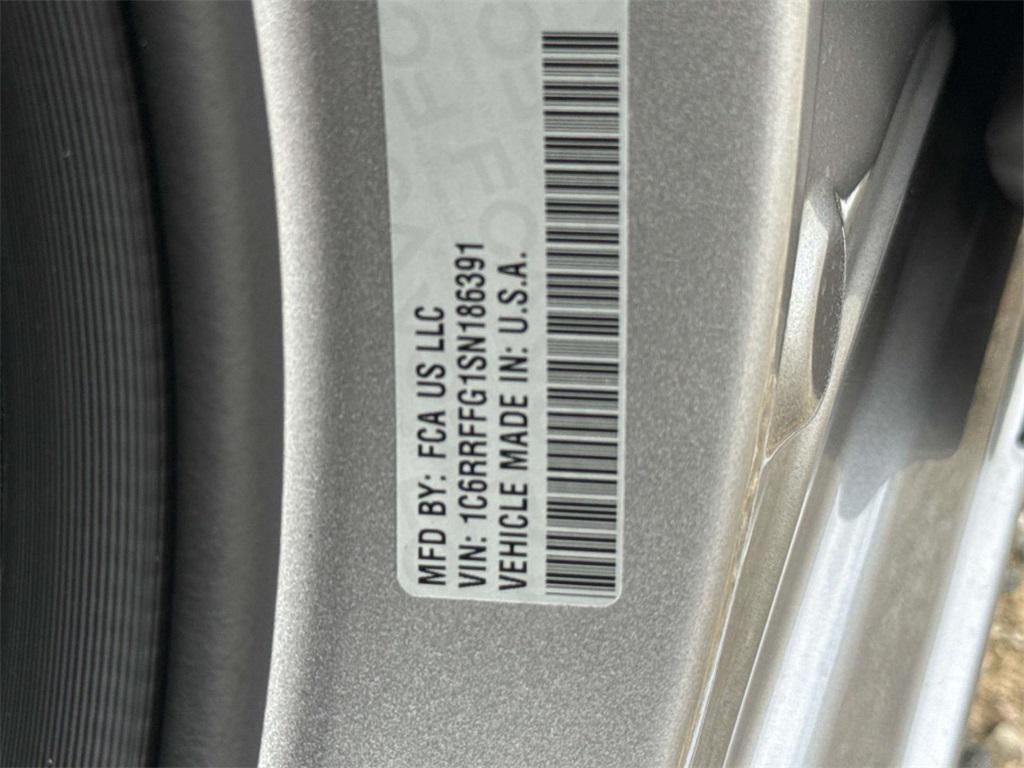 MFD BY: FCA US LLC
VIN: 1C6RRFFG1SN186391
VEHICLE MADE IN: U.S.A.